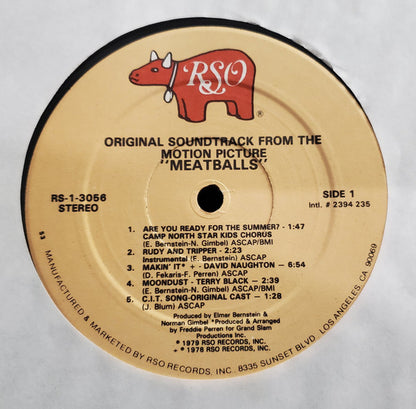 RSO
®
ORIGINAL SOUNDTRACK FROM THE
MOTION PICTURE
"MEATBALLS"
RS-1-3056
STEREO
SIDE 1
Intl. # 2394 235
1. ARE YOU READY FOR THE SUMMER? - 1:47
CAMP NORTH STAR KIDS CHORUS
(E. Bernstein-N. Gimbel) ASCAP/BMI
2. RUDY AND TRIPPER - 2:23
Instrumental (E. Bernstein) ASCAP
3. MAKIN' IT* + - DAVID NAUGHTON — 6:54
(D. Fekaris-F. Perren) ASCAP
4. MOONDUST - TERRY BLACK — 2:39
(E. Bernstein-N. Gimbel) ASCAP/BMI
5. C.I.T. SONG-ORIGINAL CAST — 1:28
(J. Blum) ASCAP
Produced by Elmer Bernstein &
Norman Gimbel *Produced & Arranged
by Freddie Perren for Grand Slam
Productions Inc.
℗ 1979 RSO RECORDS, INC.
+ ℗ 1978 RSO RECORDS, INC.
53 MANUFACTURED & MARKETED BY RSO RECORDS, INC. 8335 SUNSET BLVD. LOS ANGELES, CA. 90069